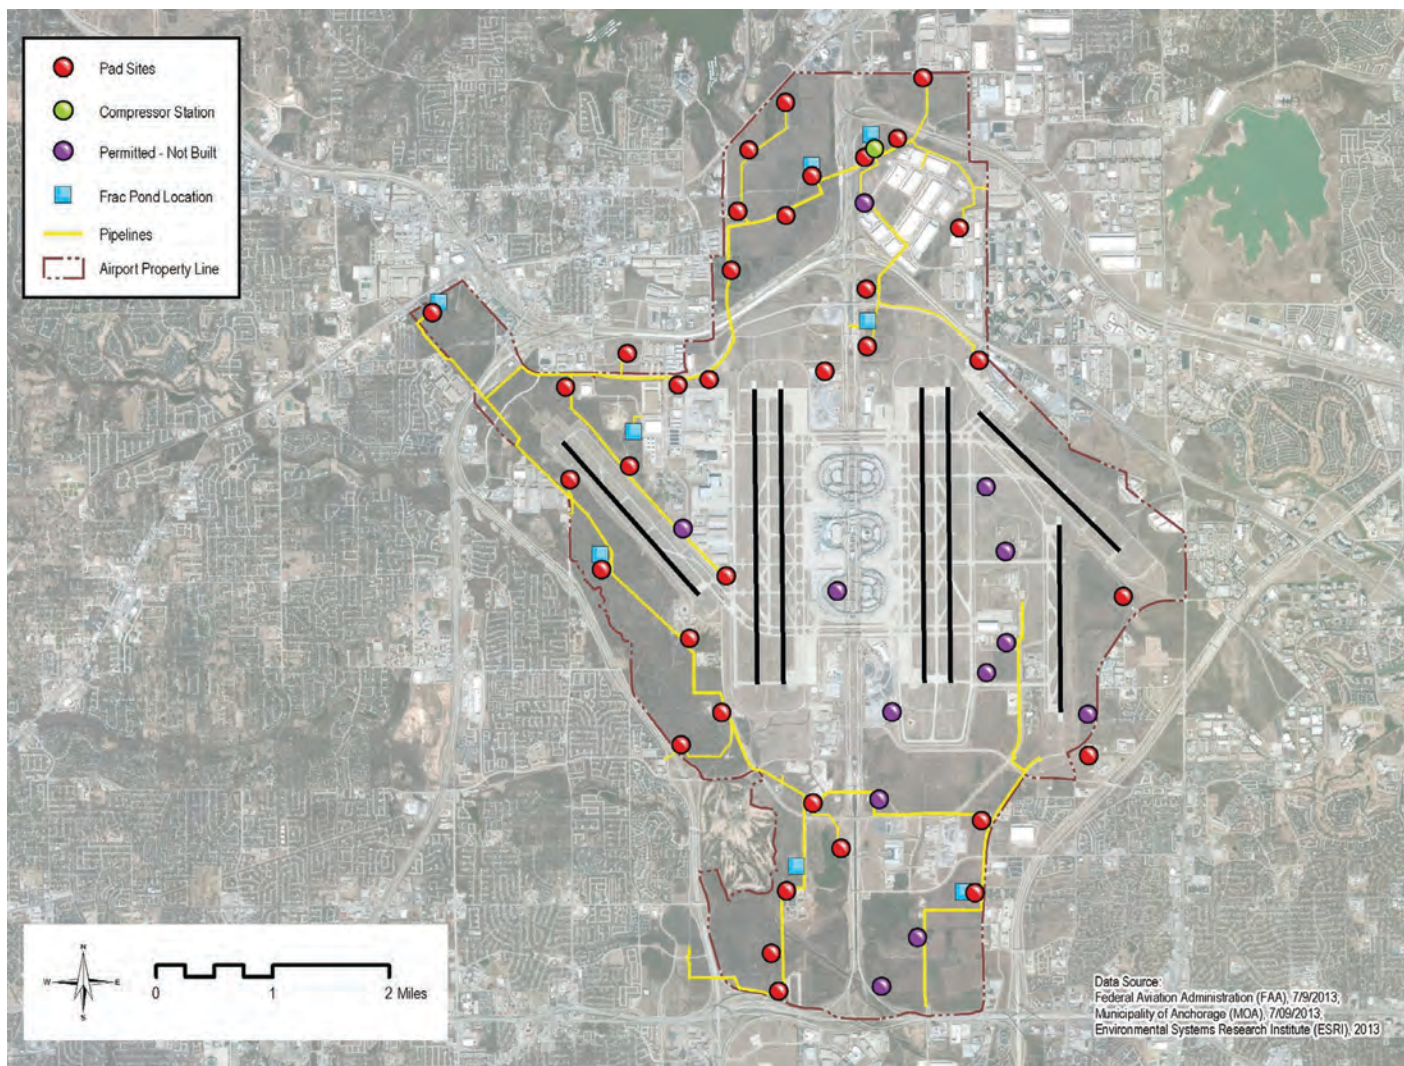 Pad Sites
Compressor Station
Permitted - Not Built
Frac Pond Location
Pipelines
Airport Property Line
N
W E
S
0 1 2 Miles
Data Source:
Federal Aviation Administration (FAA), 7/9/2013;
Municipality of Anchorage (MOA), 7/09/2013,
Environmental Systems Research Institute (ESRI), 2013